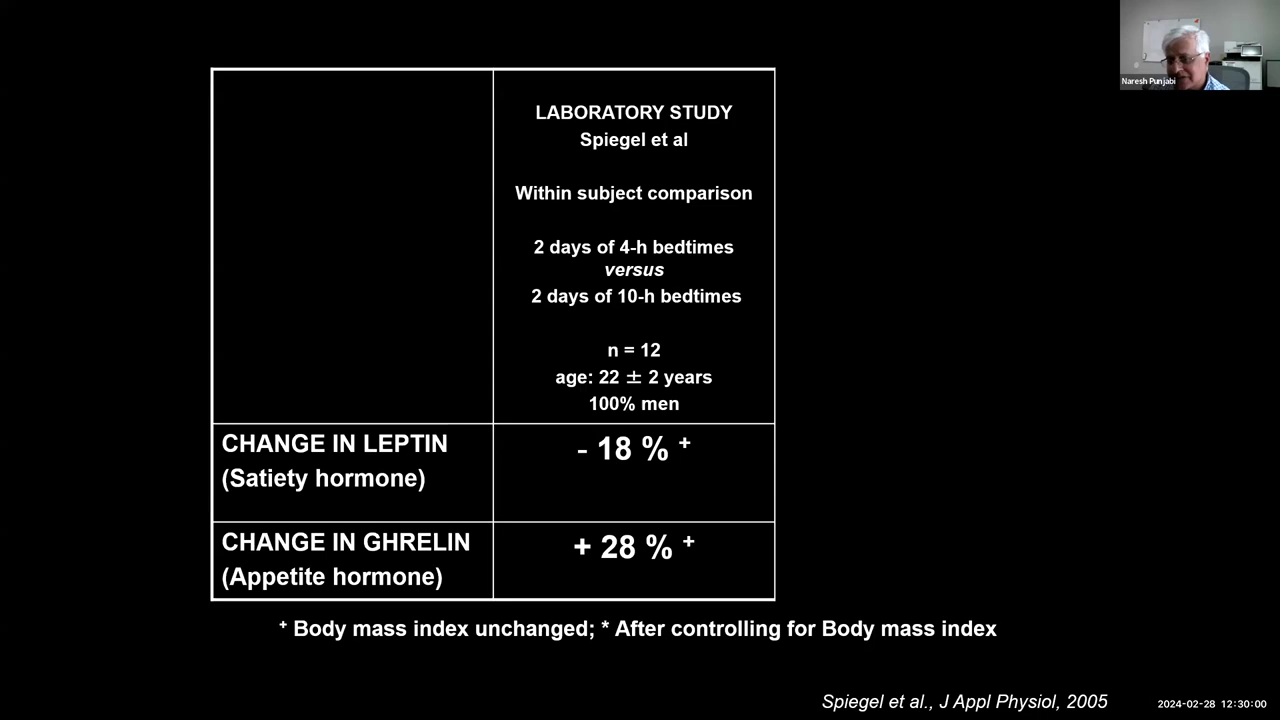 Naresh Punjabi
LABORATORY STUDY
Spiegel et al
Within subject comparison
2 days of 4-h bedtimes
versus
2 days of 10-h bedtimes
n = 12
age: 22 ± 2 years
100% men
CHANGE IN LEPTIN
(Satiety hormone)
- 18 % +
CHANGE IN GHRELIN
(Appetite hormone)
+ 28 % +
+ Body mass index unchanged; * After controlling for Body mass index
Spiegel et al., J Appl Physiol, 2005
2024-02-28 12:30:00